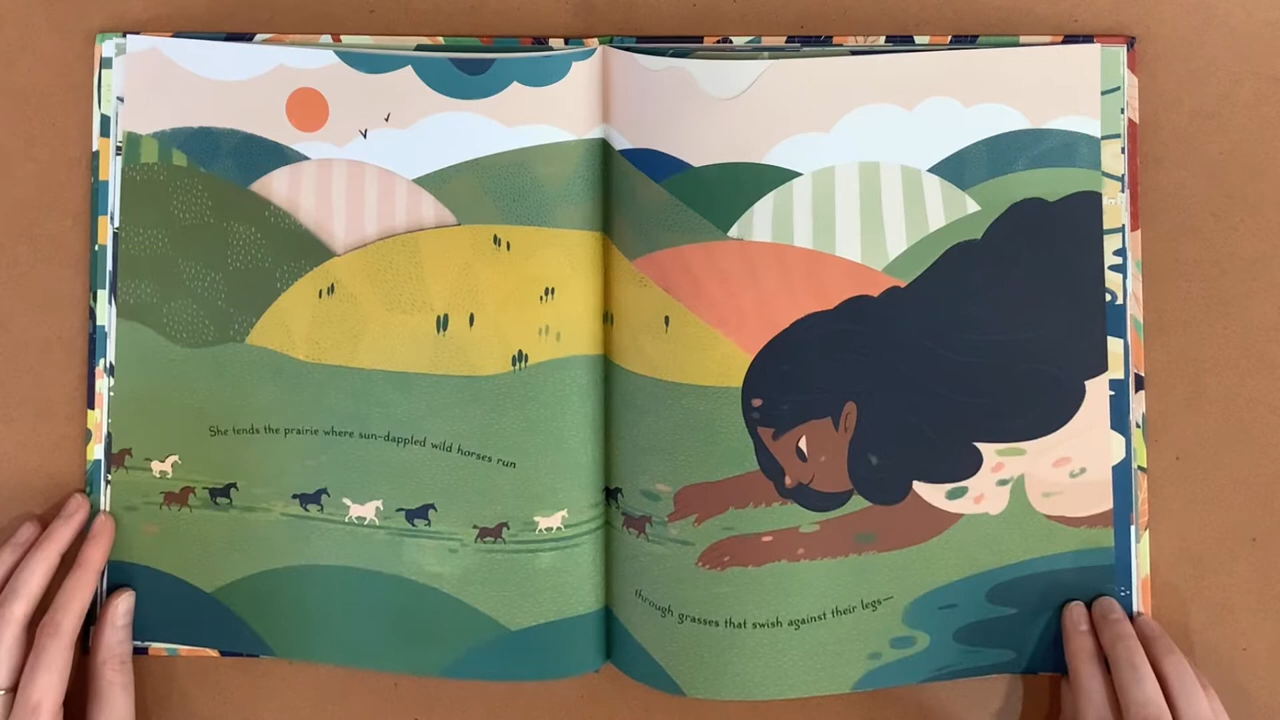 She tends the prairie where sun-dappled wild horses run
through grasses that swish against their legs—